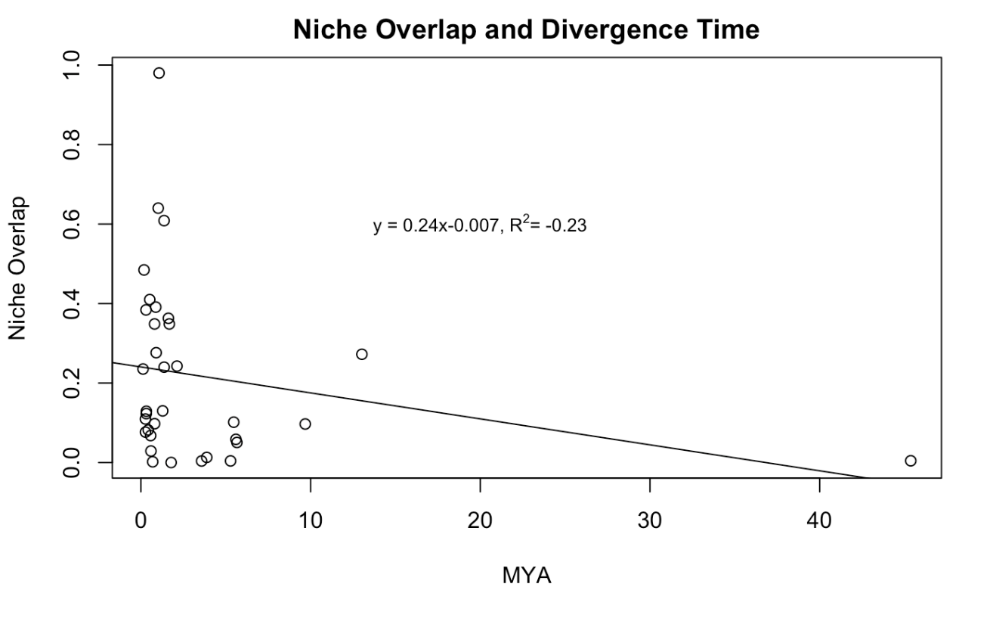 Niche Overlap and Divergence Time
1.0
0.8
0.6
0.4
0.2
0.0
Niche Overlap
y = 0.24x-0.007, R²= -0.23
0 10 20 30 40
MYA